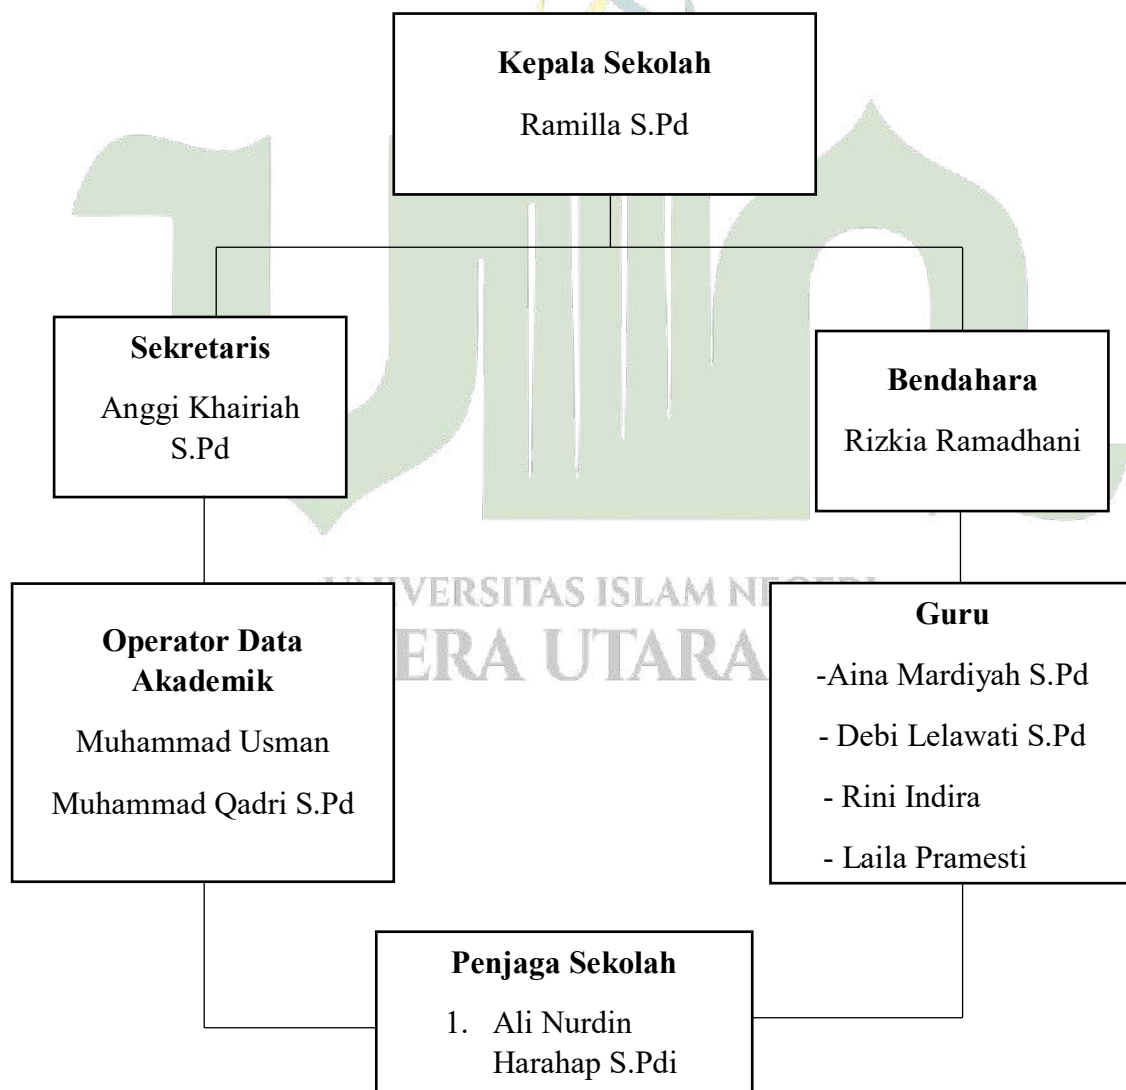 Kepala Sekolah
Ramilla S.Pd
Sekretaris
Anggi Khairiah
S.Pd
Bendahara
Rizkia Ramadhani
UNIVERSITAS ISLAM NEGERI
ERA UTARA
Operator Data
Akademik
Muhammad Usman
Muhammad Qadri S.Pd
Guru
-Aina Mardiyah S.Pd
- Debi Lelawati S.Pd
- Rini Indira
- Laila Pramesti
Penjaga Sekolah
1. Ali Nurdin
Harahap S.Pdi